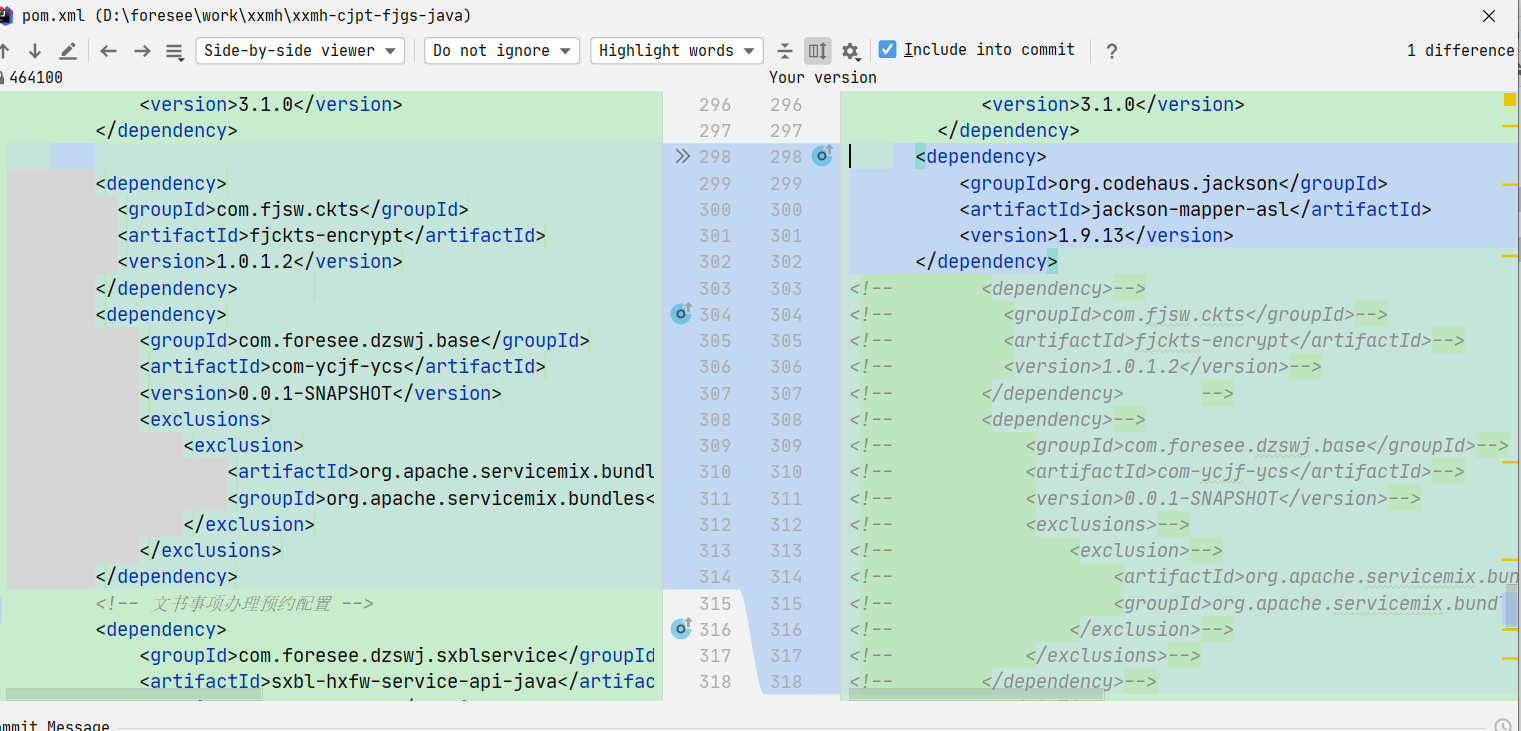 pom.xml (D:\foresee\work\xxmh\xxmh-cjpt-fjgs-java)
Side-by-side viewer Do not ignore Highlight words Include into commit ? 1 difference
464100 Your version
<version>3.1.0</version> 296 296 <version>3.1.0</version>
</dependency> 297 297 </dependency>
298 298 <dependency>
<dependency> 299 299 <groupId>org.codehaus.jackson</groupId>
<groupId>com.fjsw.ckts</groupId> 300 300 <artifactId>jackson-mapper-asl</artifactId>
<artifactId>fjckts-encrypt</artifactId> 301 301 <version>1.9.13</version>
<version>1.0.1.2</version> 302 302 </dependency>
</dependency> 303 303 <!-- <dependency>-->
<dependency> 304 304 <!-- <groupId>com.fjsw.ckts</groupId>-->
<groupId>com.foresee.dzswj.base</groupId> 305 305 <!-- <artifactId>fjckts-encrypt</artifactId>-->
<artifactId>com-ycjf-ycs</artifactId> 306 306 <!-- <version>1.0.1.2</version>-->
<version>0.0.1-SNAPSHOT</version> 307 307 <!-- </dependency> -->
<exclusions> 308 308 <!-- <dependency>-->
<exclusion> 309 309 <!-- <groupId>com.foresee.dzswj.base</groupId>-->
<artifactId>org.apache.servicemix.bundl 310 310 <!-- <artifactId>com-ycjf-ycs</artifactId>-->
<groupId>org.apache.servicemix.bundles< 311 311 <!-- <version>0.0.1-SNAPSHOT</version>-->
</exclusion> 312 312 <!-- <exclusions>-->
</exclusions> 313 313 <!-- <exclusion>-->
</dependency> 314 314 <!-- <artifactId>org.apache.servicemix.bun
<!-- 文书事项办理预约配置 --> 315 315 <!-- <groupId>org.apache.servicemix.bundl
<dependency> 316 316 <!-- </exclusion>-->
<groupId>com.foresee.dzswj.sxblservice</groupId 317 317 <!-- </exclusions>-->
<artifactId>sxbl-hxfw-service-api-java</artifac 318 318 <!-- </dependency>-->
ommit Message